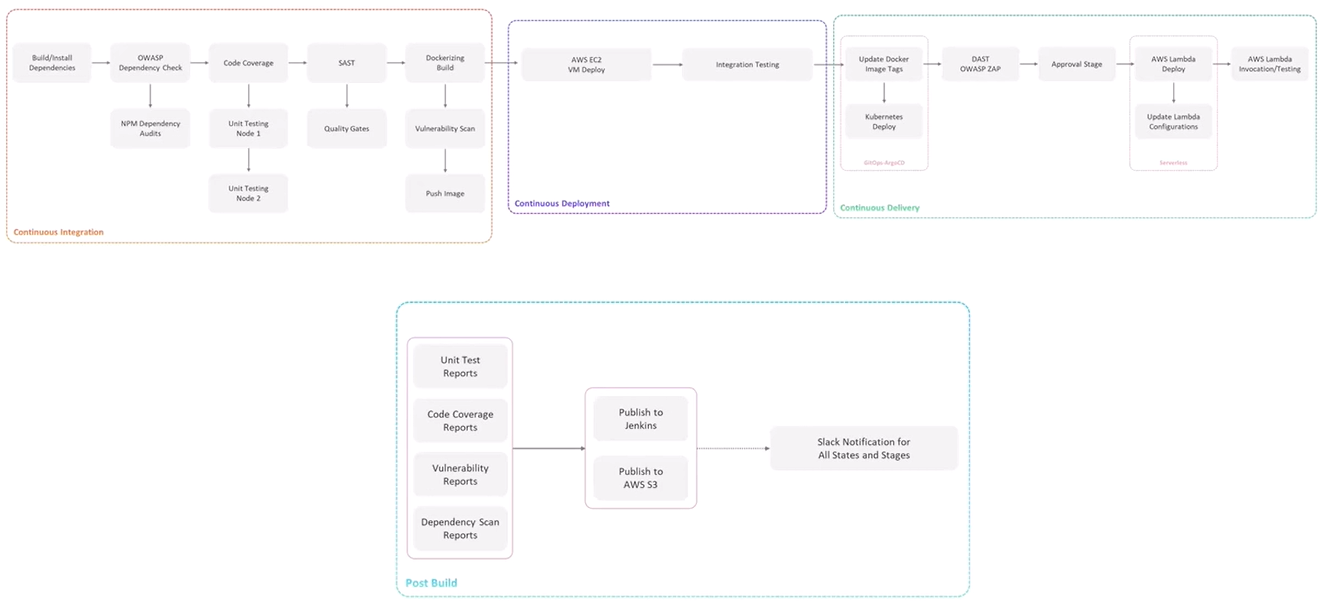 Build/Install
Dependencies
OWASP
Dependency Check
Code Coverage
SAST
Dockerizing
Build
NPM Dependency
Audits
Unit Testing
Node 1
Quality Gates
Vulnerability Scan
Unit Testing
Node 2
Push Image
Continuous Integration
AWS EC2
VM Deploy
Integration Testing
Continuous Deployment
Update Docker
Image Tags
DAST
OWASP ZAP
Approval Stage
AWS Lambda
Deploy
AWS Lambda
Invocation/Testing
Kubernetes
Deploy
Update Lambda
Configurations
GitOps ArgoCD
Serverless
Continuous Delivery
Unit Test
Reports
Code Coverage
Reports
Vulnerability
Reports
Dependency Scan
Reports
Publish to
Jenkins
Publish to
AWS S3
Slack Notification for
All States and Stages
Post Build